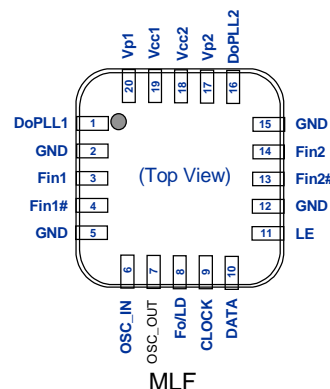 Vp1 Vcc1 Vcc2 Vp2 DoPLL2
20 19 18 17 16
DoPLL1 1 15 GND
GND 2 14 Fin2
Fin1 3 (Top View) 13 Fin2#
Fin1# 4 12 GND
GND 5 11 LE
6 7 8 9 10
OSC_IN OSC_OUT Fo/LD CLOCK DATA
MLF